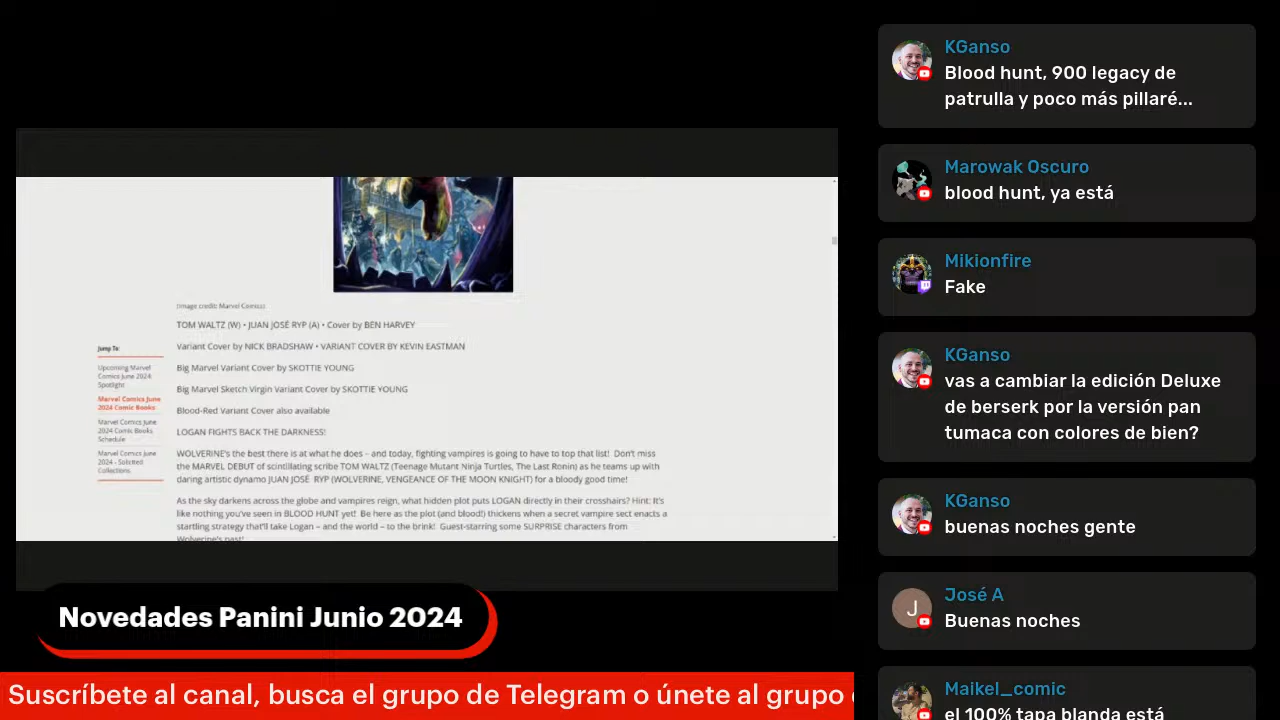 (Image credit: Marvel Comics)
TOM WALTZ (W) • JUAN JOSÉ RYP (A) • Cover by BEN HARVEY
Variant Cover by NICK BRADSHAW • VARIANT COVER BY KEVIN EASTMAN
Big Marvel Variant Cover by SKOTTIE YOUNG
Big Marvel Sketch Virgin Variant Cover by SKOTTIE YOUNG
Blood-Red Variant Cover also available
LOGAN FIGHTS BACK THE DARKNESS!
WOLVERINE's the best there is at what he does – and today, fighting vampires is going to have to top that list! Don't miss
the MARVEL DEBUT of scintillating scribe TOM WALTZ (Teenage Mutant Ninja Turtles, The Last Ronin) as he teams up with
daring artistic dynamo JUAN JOSÉ RYP (WOLVERINE, VENGEANCE OF THE MOON KNIGHT) for a bloody good time!
As the sky darkens across the globe and vampires reign, what hidden plot puts LOGAN directly in their crosshairs? Hint: It's
like nothing you've seen in BLOOD HUNT yet! Be here as the plot (and blood!) thickens when a secret vampire sect enacts a
startling strategy that'll take Logan – and the world – to the brink! Guest-starring some SURPRISE characters from
Wolverine's past!
Jump To:
Upcoming Marvel
Comics June 2024
Spotlight
Marvel Comics June
2024 Comic Books
Marvel Comics June
2024 Comic Books
Schedule
Marvel Comics June
2024 - Solicited
Collections
Novedades Panini Junio 2024
Suscríbete al canal, busca el grupo de Telegram o únete al grupo
KGanso
Blood hunt, 900 legacy de
patrulla y poco más pillaré...
Marowak Oscuro
blood hunt, ya está
Mikionfire
Fake
KGanso
vas a cambiar la edición Deluxe
de berserk por la versión pan
tumaca con colores de bien?
KGanso
buenas noches gente
J
José A
Buenas noches
Maikel_comic
el 100% tapa blanda está